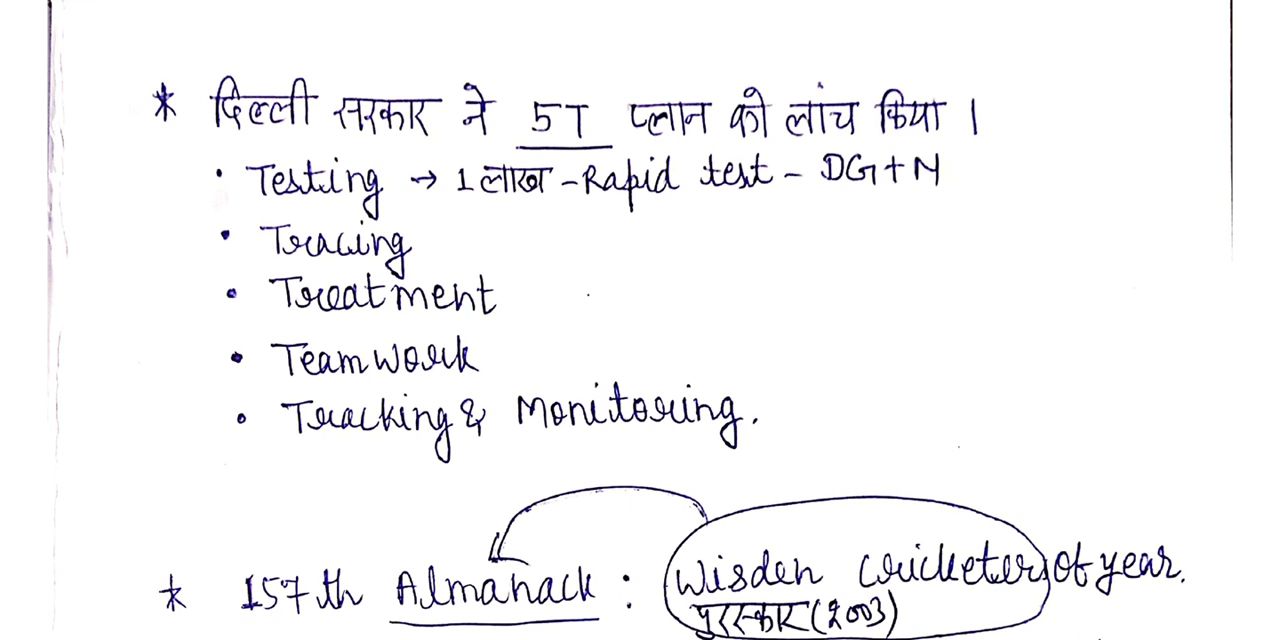 * दिल्ली सरकार ने 5T प्लान को लांच किया ।
· Testing → 1 लाख - Rapid test - DG+N
· Tracing
· Treatment
· Teamwork
· Tracking & Monitoring.
* 157th Almanack : Wisden cricketer of year.
पुरस्कार (2003)